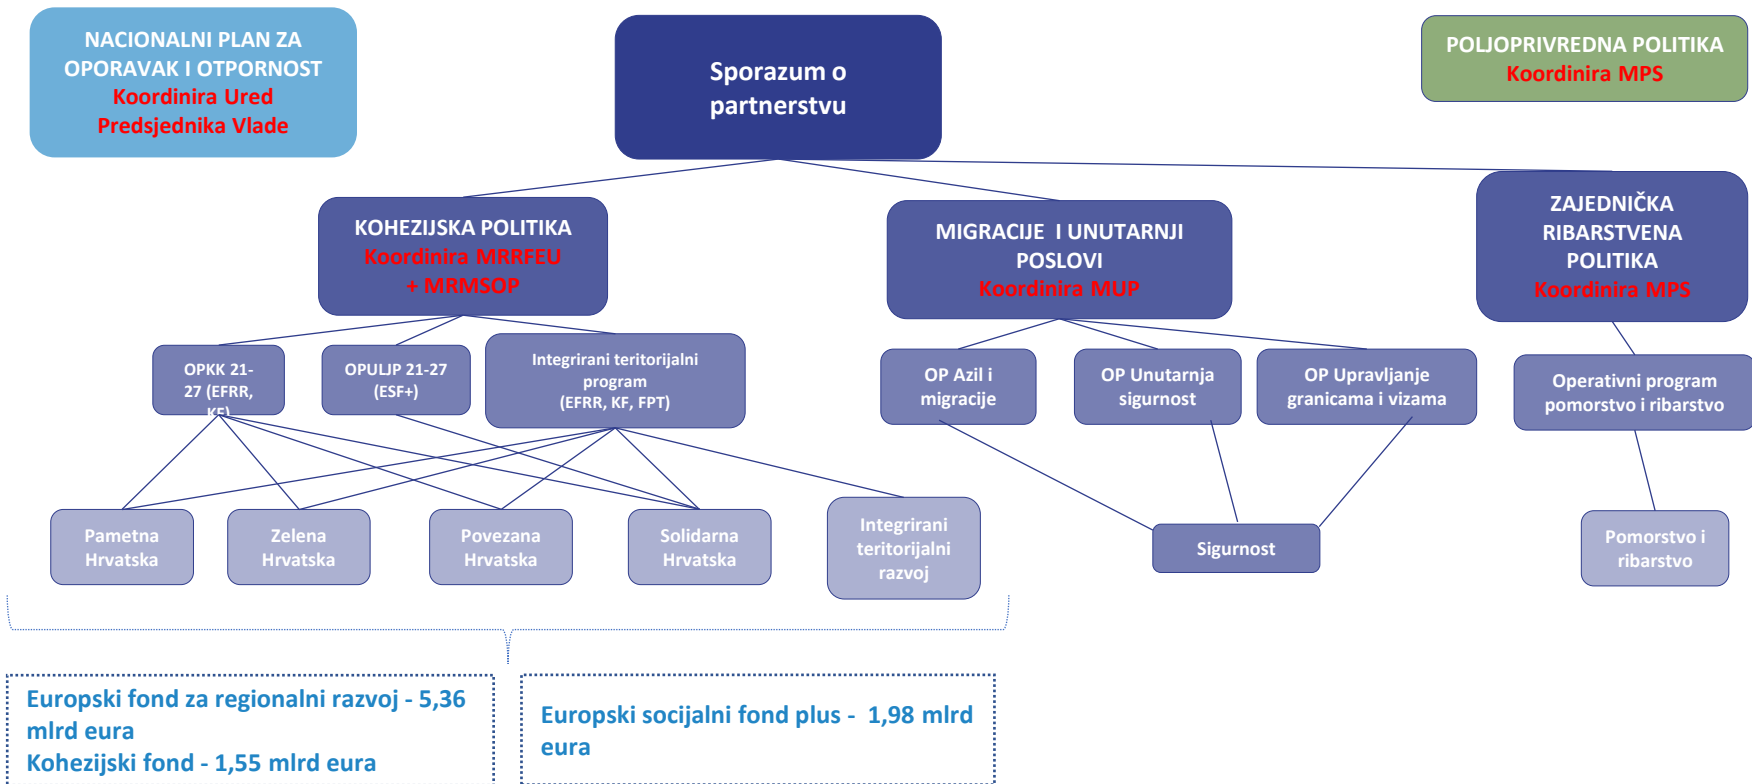 NACIONALNI PLAN ZA
OPORAVAK I OTPORNOST
Koordinira Ured
Predsjednika Vlade
Sporazum o
partnerstvu
POLJOPRIVREDNA POLITIKA
Koordinira MPS
KOHEZIJSKA POLITIKA
Koordinira MRRFEU
+ MRMSOP
MIGRACIJE I UNUTARNJI
POSLOVI
Koordinira MUP
ZAJEDNIČKA
RIBARSTVENA
POLITIKA
Koordinira MPS
OPKK 21-
27 (EFRR,
KF)
OPULJP 21-27
(ESF+)
Integrirani teritorijalni
program
(EFRR, KF, FPT)
OP Azil i
migracije
OP Unutarnja
sigurnost
OP Upravljanje
granicama i vizama
Operativni program
pomorstvo i ribarstvo
Pametna
Hrvatska
Zelena
Hrvatska
Povezana
Hrvatska
Solidarna
Hrvatska
Integrirani
teritorijalni
razvoj
Sigurnost
Pomorstvo i
ribarstvo
Europski fond za regionalni razvoj - 5,36
mlrd eura
Kohezijski fond - 1,55 mlrd eura
Europski socijalni fond plus - 1,98 mlrd
eura